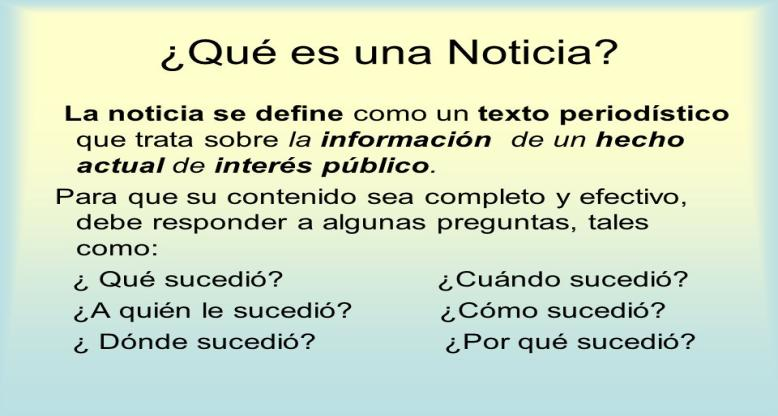 ¿Qué es una Noticia?
La noticia se define como un texto periodístico
que trata sobre la información de un hecho
actual de interés público.
Para que su contenido sea completo y efectivo,
debe responder a algunas preguntas, tales
como:
¿ Qué sucedió? ¿Cuándo sucedió?
¿A quién le sucedió? ¿Cómo sucedió?
¿ Dónde sucedió? ¿Por qué sucedió?